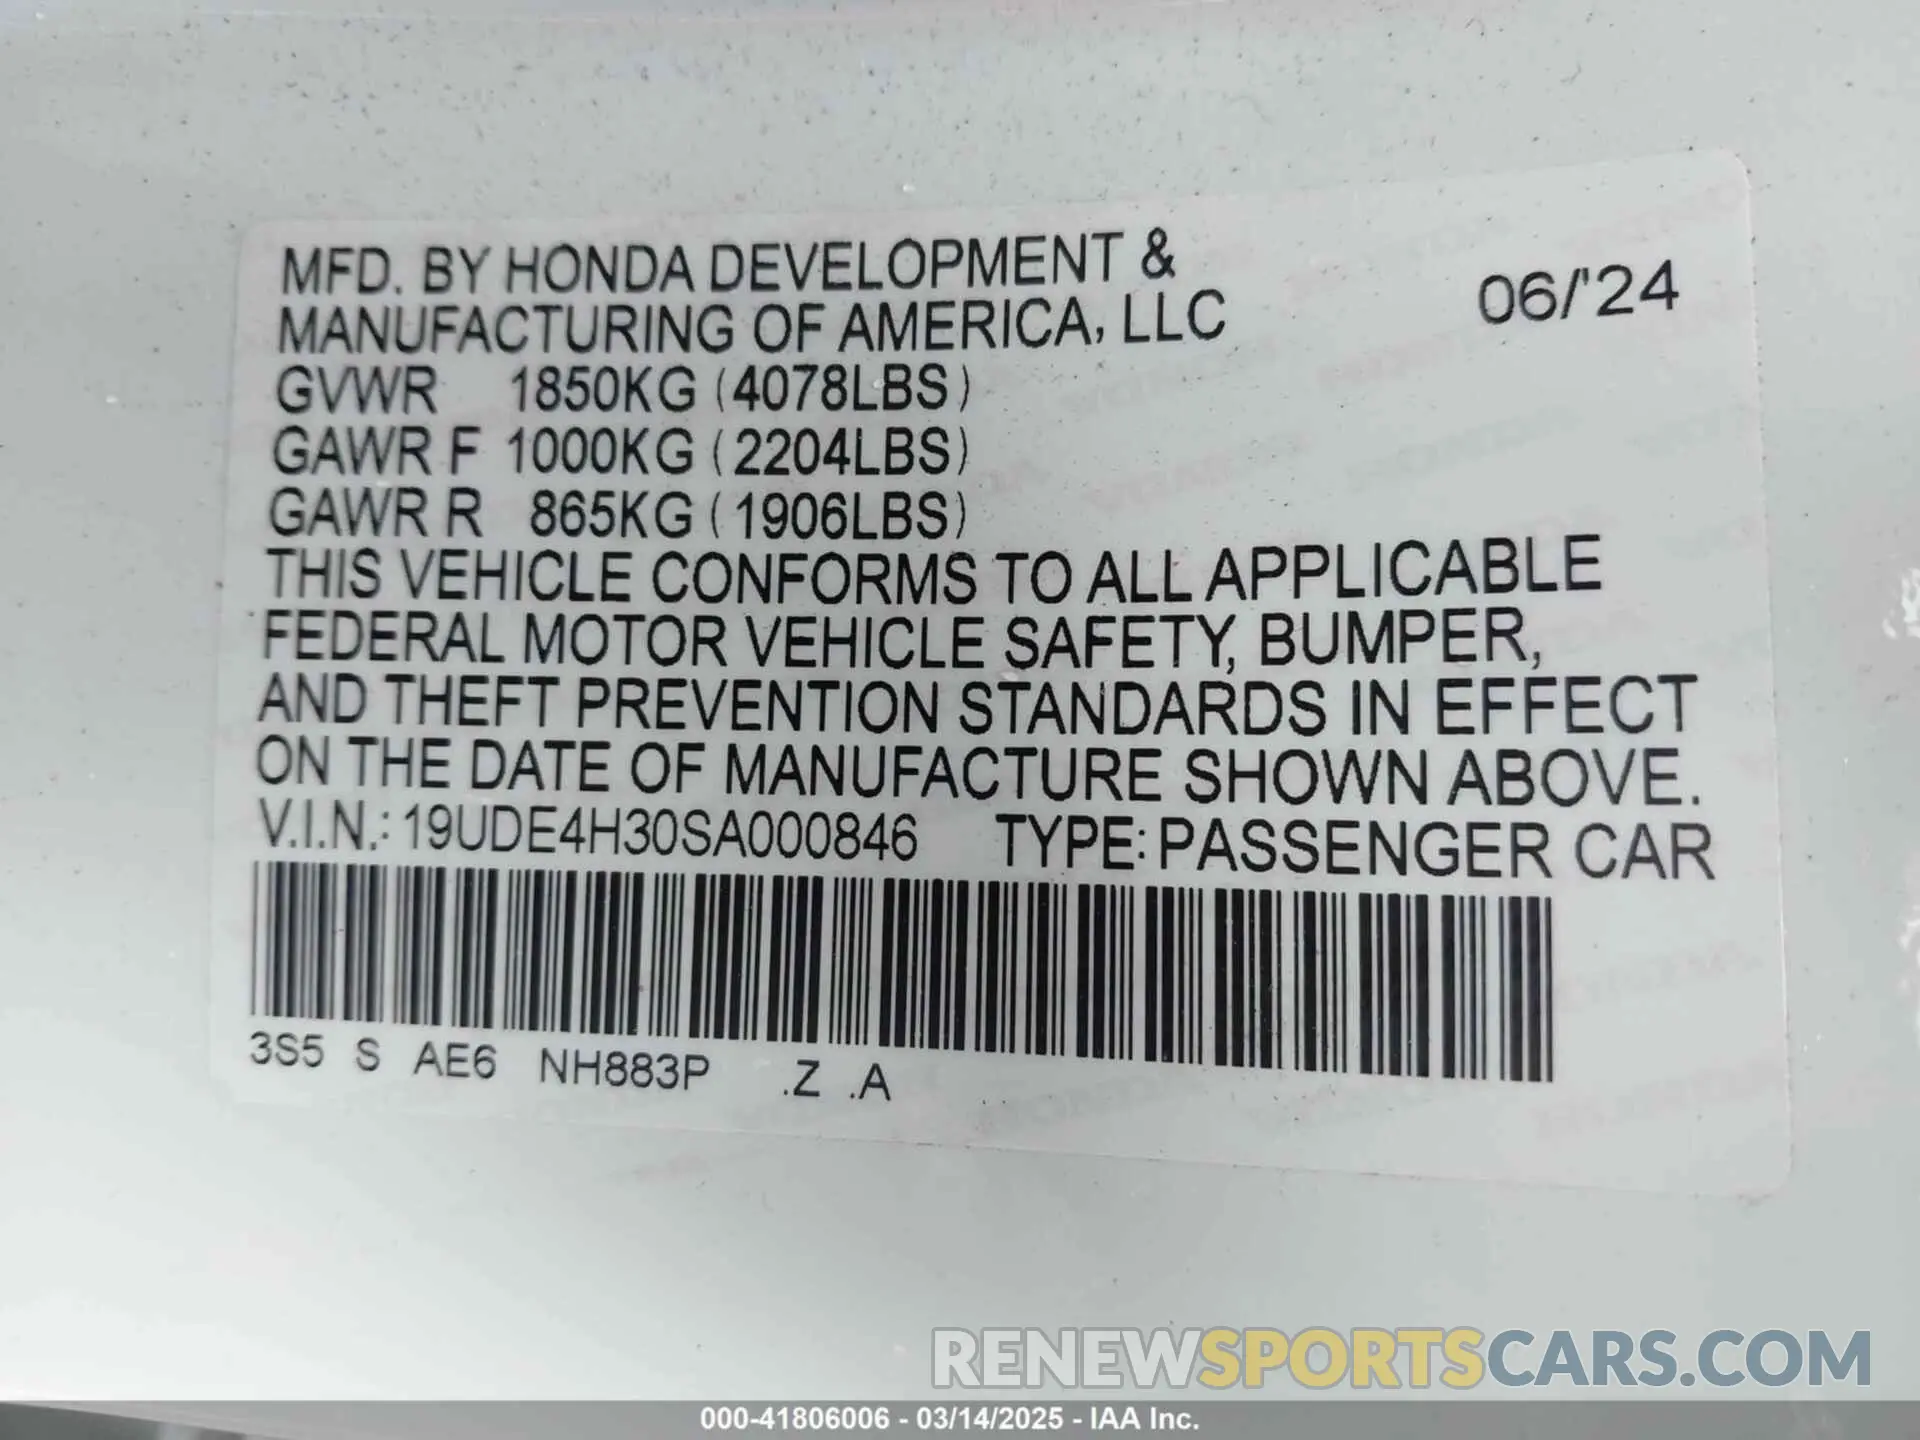 MFD. BY HONDA DEVELOPMENT &
MANUFACTURING OF AMERICA, LLC
06/'24
GVWR 1850KG (4078LBS)
GAWR F 1000KG (2204LBS)
GAWR R 865KG (1906LBS)
THIS VEHICLE CONFORMS TO ALL APPLICABLE
FEDERAL MOTOR VEHICLE SAFETY, BUMPER,
AND THEFT PREVENTION STANDARDS IN EFFECT
ON THE DATE OF MANUFACTURE SHOWN ABOVE.
V.I.N.: 19UDE4H30SA000846 TYPE: PASSENGER CAR
3S5 S AE6 NH883P .Z .A
RENEWSPORTSCARS.COM
000-41806006 - 03/14/2025 - IAA Inc.